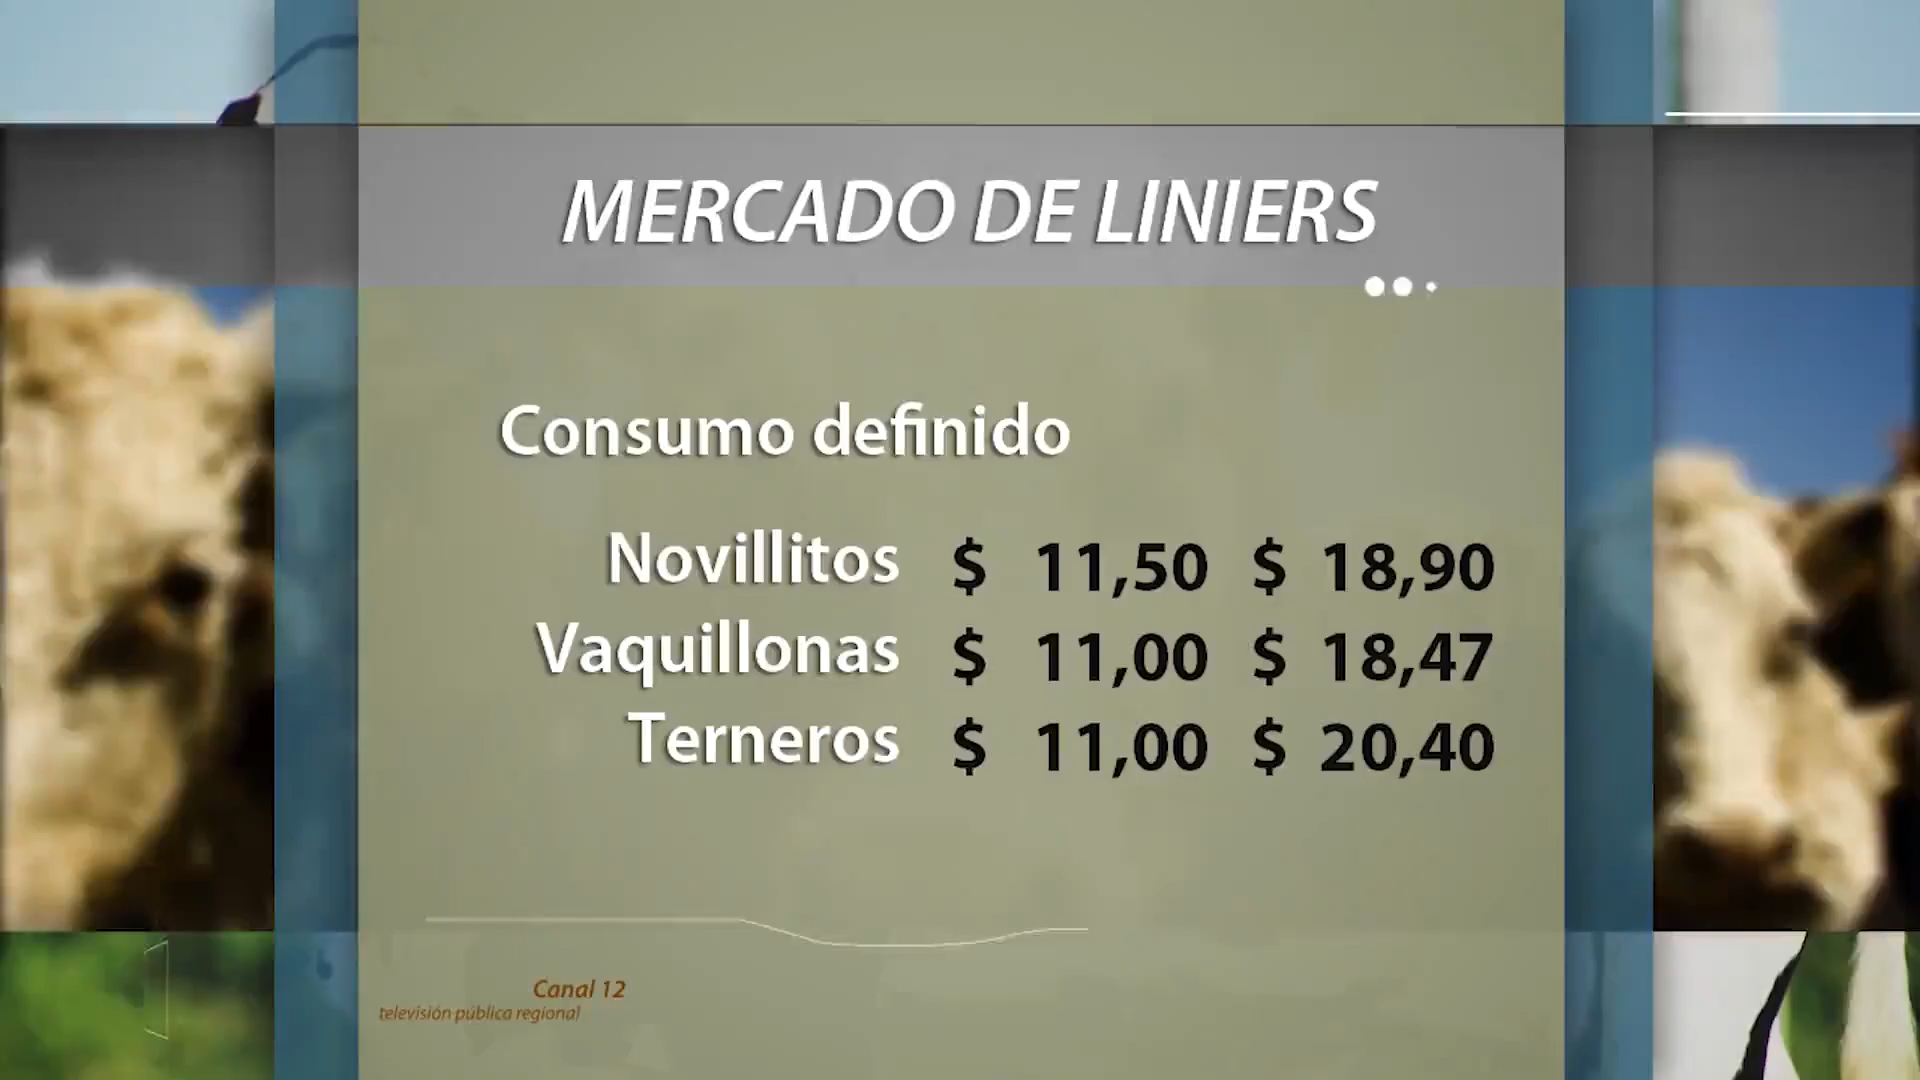 MERCADO DE LINIERS
Consumo definido
Novillitos $ 11,50 $ 18,90
Vaquillonas $ 11,00 $ 18,47
Terneros $ 11,00 $ 20,40
Canal 12
televisión pública regional